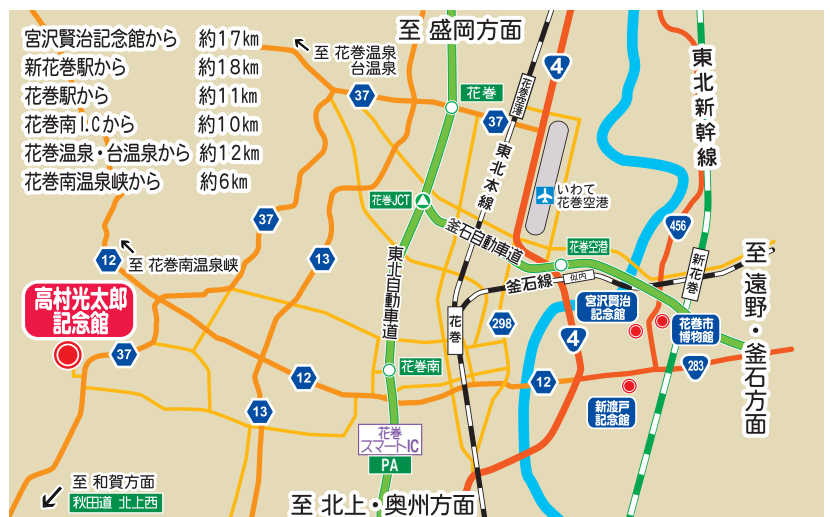 宮沢賢治記念館から 約17km
新花巻駅から 約18km
花巻駅から 約11km
花巻南I.Cから 約10km
花巻温泉・台温泉から 約12km
花巻南温泉峡から 約6km
至 盛岡方面
至 花巻温泉
台温泉
4
37
花巻
37
花巻空港
東北新幹線
東北本線
いわて
花巻空港
花巻JCT
37
釜石自動車道
花巻空港
456
13
12
至 花巻南温泉峡
東北自動車道
新花巻
至 遠野・釜石方面
釜石線
似内
宮沢賢治
記念館
花巻市
博物館
高村光太郎
記念館
花巻
298
4
37
花巻南
283
12
12
13
新渡戸
記念館
花巻
スマートIC
PA
至 和賀方面
秋田道 北上西
至 北上・奥州方面